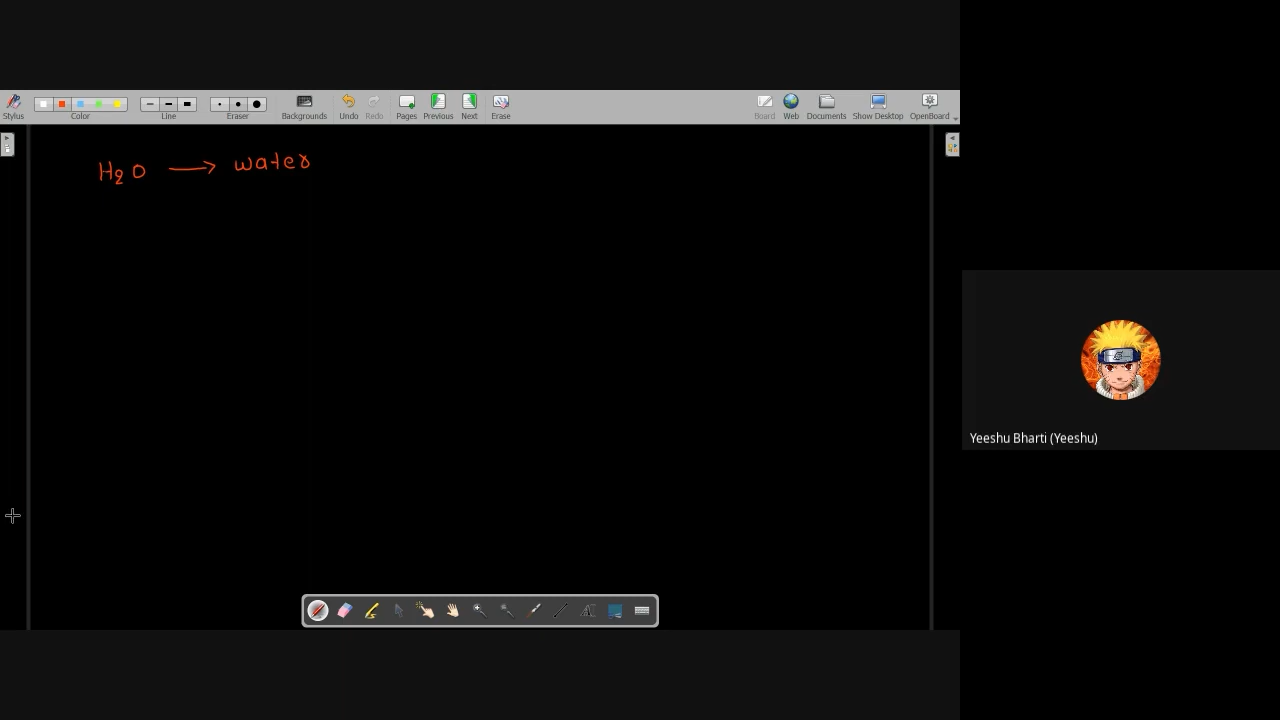 Stylus Color Line Eraser Backgrounds Undo Redo Pages Previous Next Erase Board Web Documents Show Desktop OpenBoard
H2O → water
Yeeshu Bharti (Yeeshu)